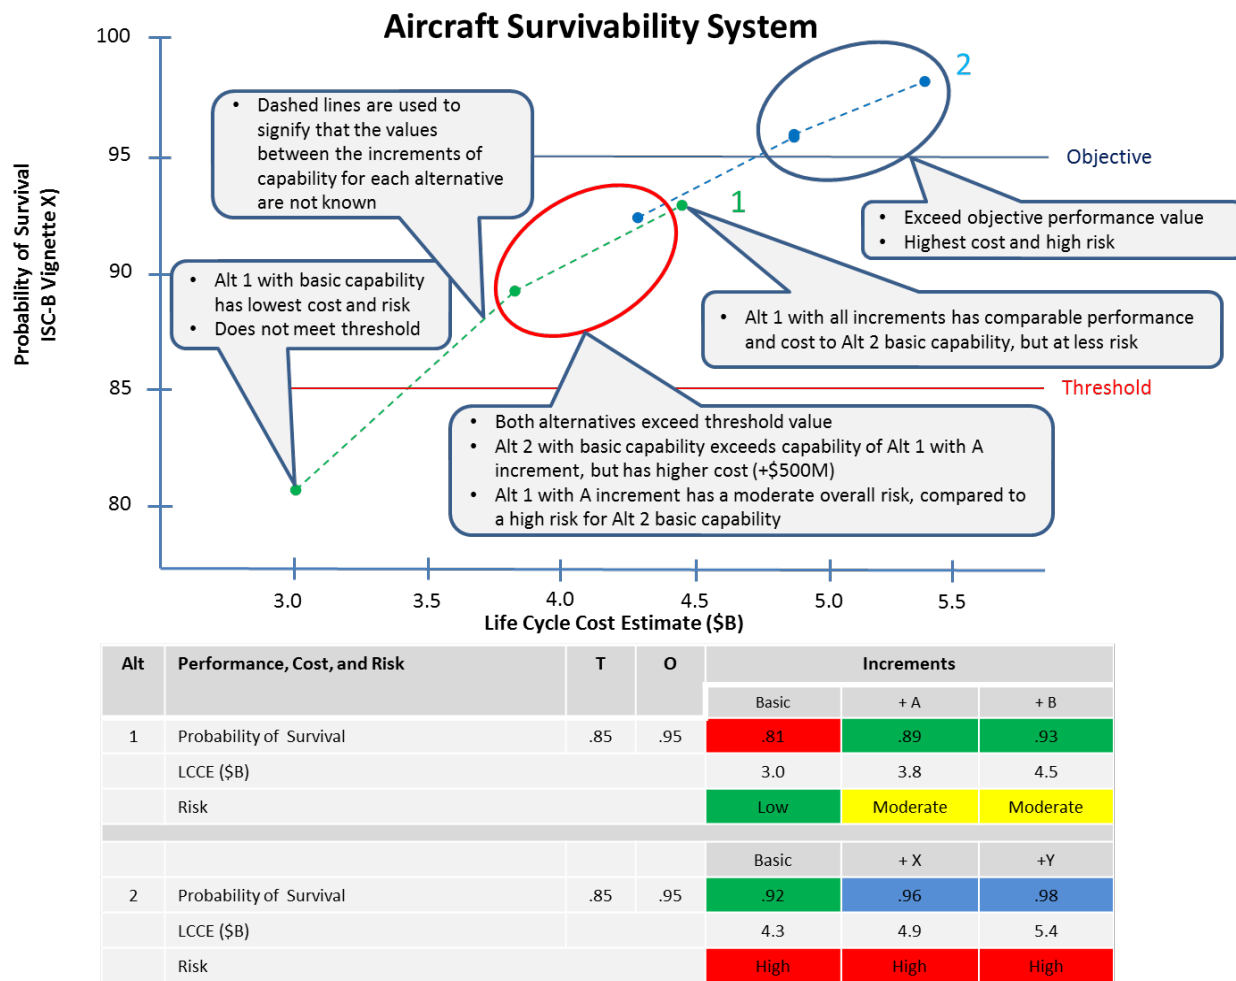 Aircraft Survivability System
Probability of Survival
ISC-B Vignette X)
100
95
90
85
80
• Dashed lines are used to
signify that the values
between the increments of
capability for each alternative
are not known
• Alt 1 with basic capability
has lowest cost and risk
• Does not meet threshold
2
Objective
1
• Exceed objective performance value
• Highest cost and high risk
• Alt 1 with all increments has comparable performance
and cost to Alt 2 basic capability, but at less risk
Threshold
• Both alternatives exceed threshold value
• Alt 2 with basic capability exceeds capability of Alt 1 with A
increment, but has higher cost (+$500M)
• Alt 1 with A increment has a moderate overall risk, compared to
a high risk for Alt 2 basic capability
3.0 3.5 4.0 4.5 5.0 5.5
Life Cycle Cost Estimate ($B)
Alt Performance, Cost, and Risk T O Increments
Basic + A + B
1 Probability of Survival .85 .95 .81 .89 .93
LCCE ($B) 3.0 3.8 4.5
Risk Low Moderate Moderate
Basic + X +Y
2 Probability of Survival .85 .95 .92 .96 .98
LCCE ($B) 4.3 4.9 5.4
Risk High High High